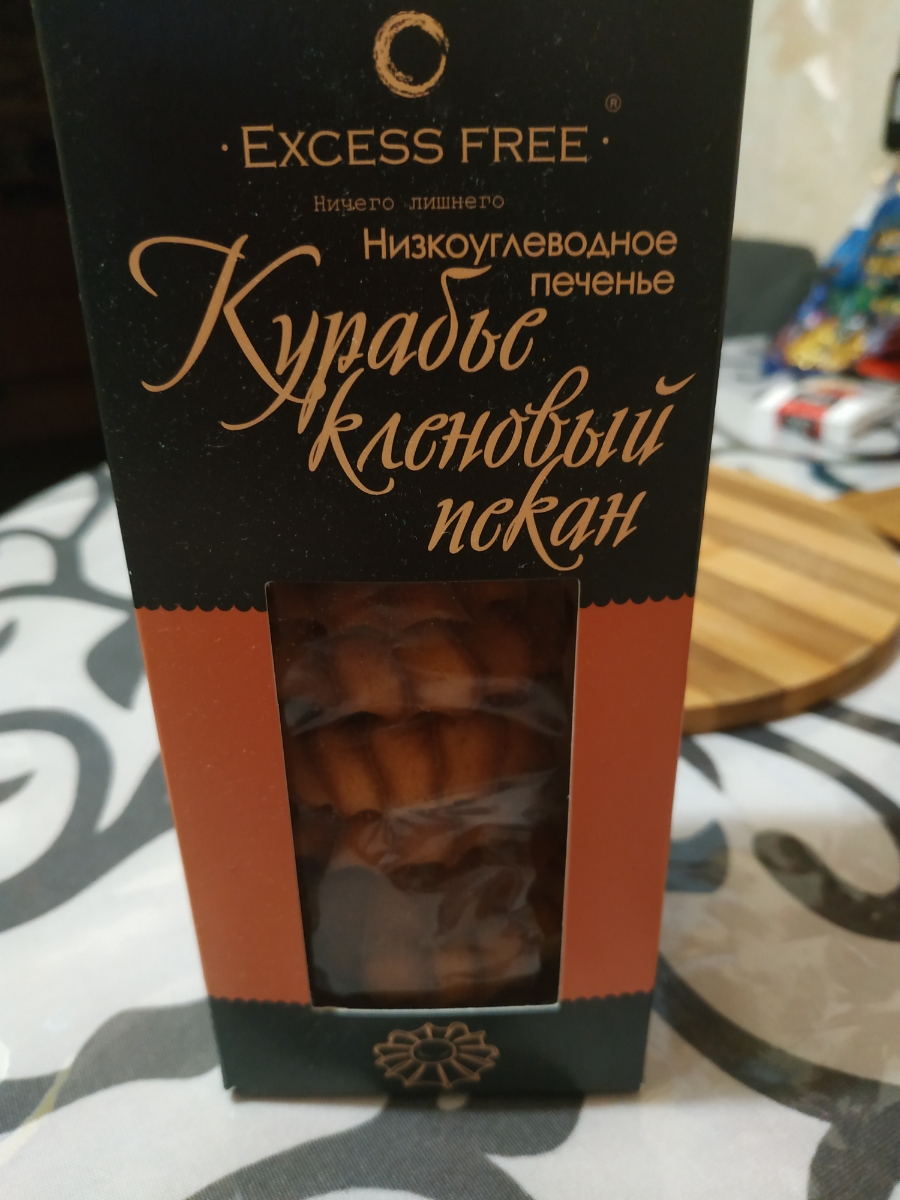 ®
· EXCESS FREE ·
Ничего лишнего
Низкоуглеводное
печенье
Курабье
кленовый
пекан